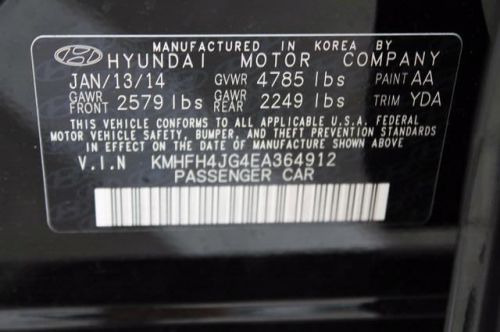 MANUFACTURED IN KOREA BY
HYUNDAI MOTOR COMPANY
JAN/13/14 GVWR 4785 lbs PAINT AA
GAWR FRONT 2579 lbs GAWR REAR 2249 lbs TRIM YDA
THIS VEHICLE CONFORMS TO ALL APPLICABLE U.S.A. FEDERAL
MOTOR VEHICLE SAFETY, BUMPER, AND THEFT PREVENTION STANDARDS
IN EFFECT ON THE DATE OF MANUFACTURE SHOWN ABOVE
V.I.N KMHFH4JG4EA364912
PASSENGER CAR